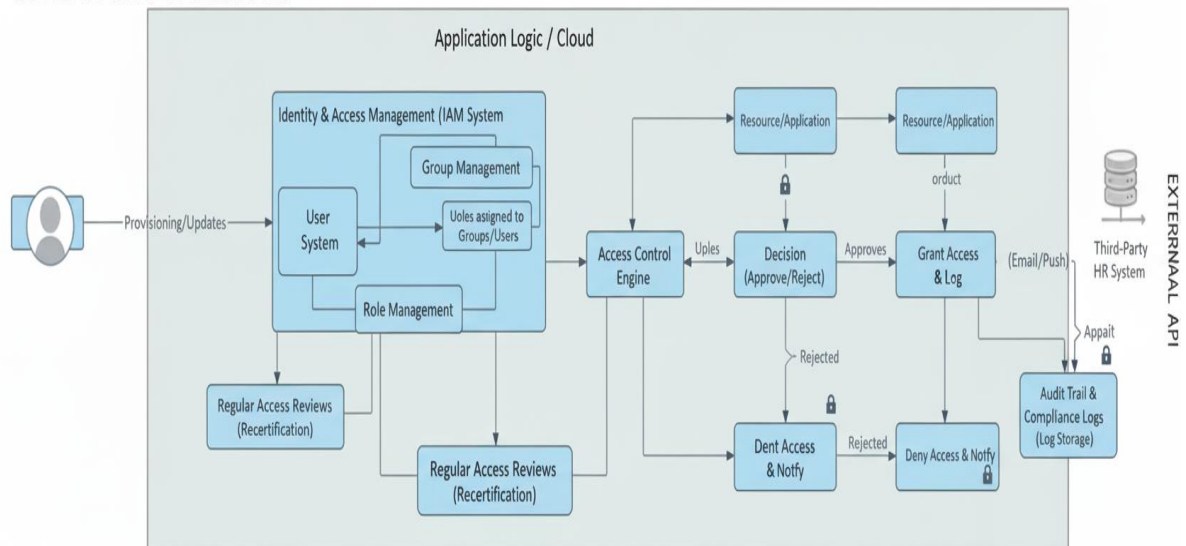 Application Logic / Cloud
Identity & Access Management (IAM System
Group Management
User
System
Uoles assigned to
Groups/Users
Role Management
Provisioning/Updates
Resource/Application
Resource/Application
orduct
Access Control
Engine
Uples
Decision
(Approve/Reject)
Approves
Grant Access
& Log
(Email/Push)
Third-Party
HR System
EXTERRNAAL API
Appait
Rejected
Regular Access Reviews
(Recertification)
Regular Access Reviews
(Recertification)
Dent Access
& Notfy
Rejected
Deny Access & Notfy
Audit Trail &
Compliance Logs
(Log Storage)